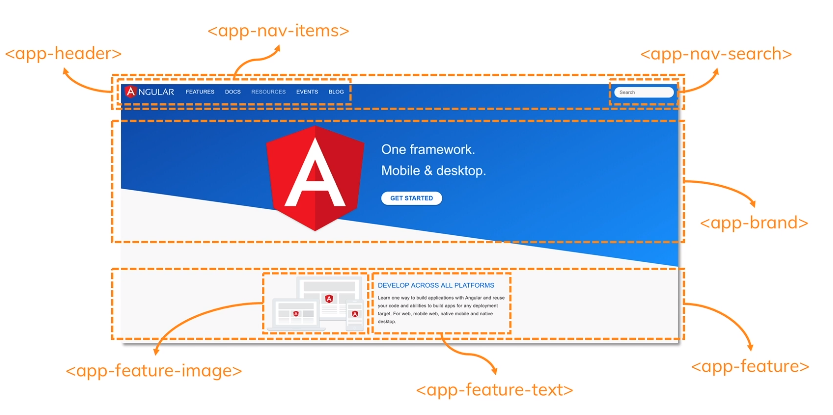 <app-nav-items>
<app-header>
<app-nav-search>
NGULAR FEATURES DOCS RESOURCES EVENTS BLOG Search
One framework.
Mobile & desktop.
GET STARTED
<app-brand>
DEVELOP ACROSS ALL PLATFORMS
Learn one way to build applications with Angular and reuse
your code and abilities to build apps for any deployment
target. For web, mobile web, native mobile and native
desktop.
<app-feature-image>
<app-feature>
<app-feature-text>